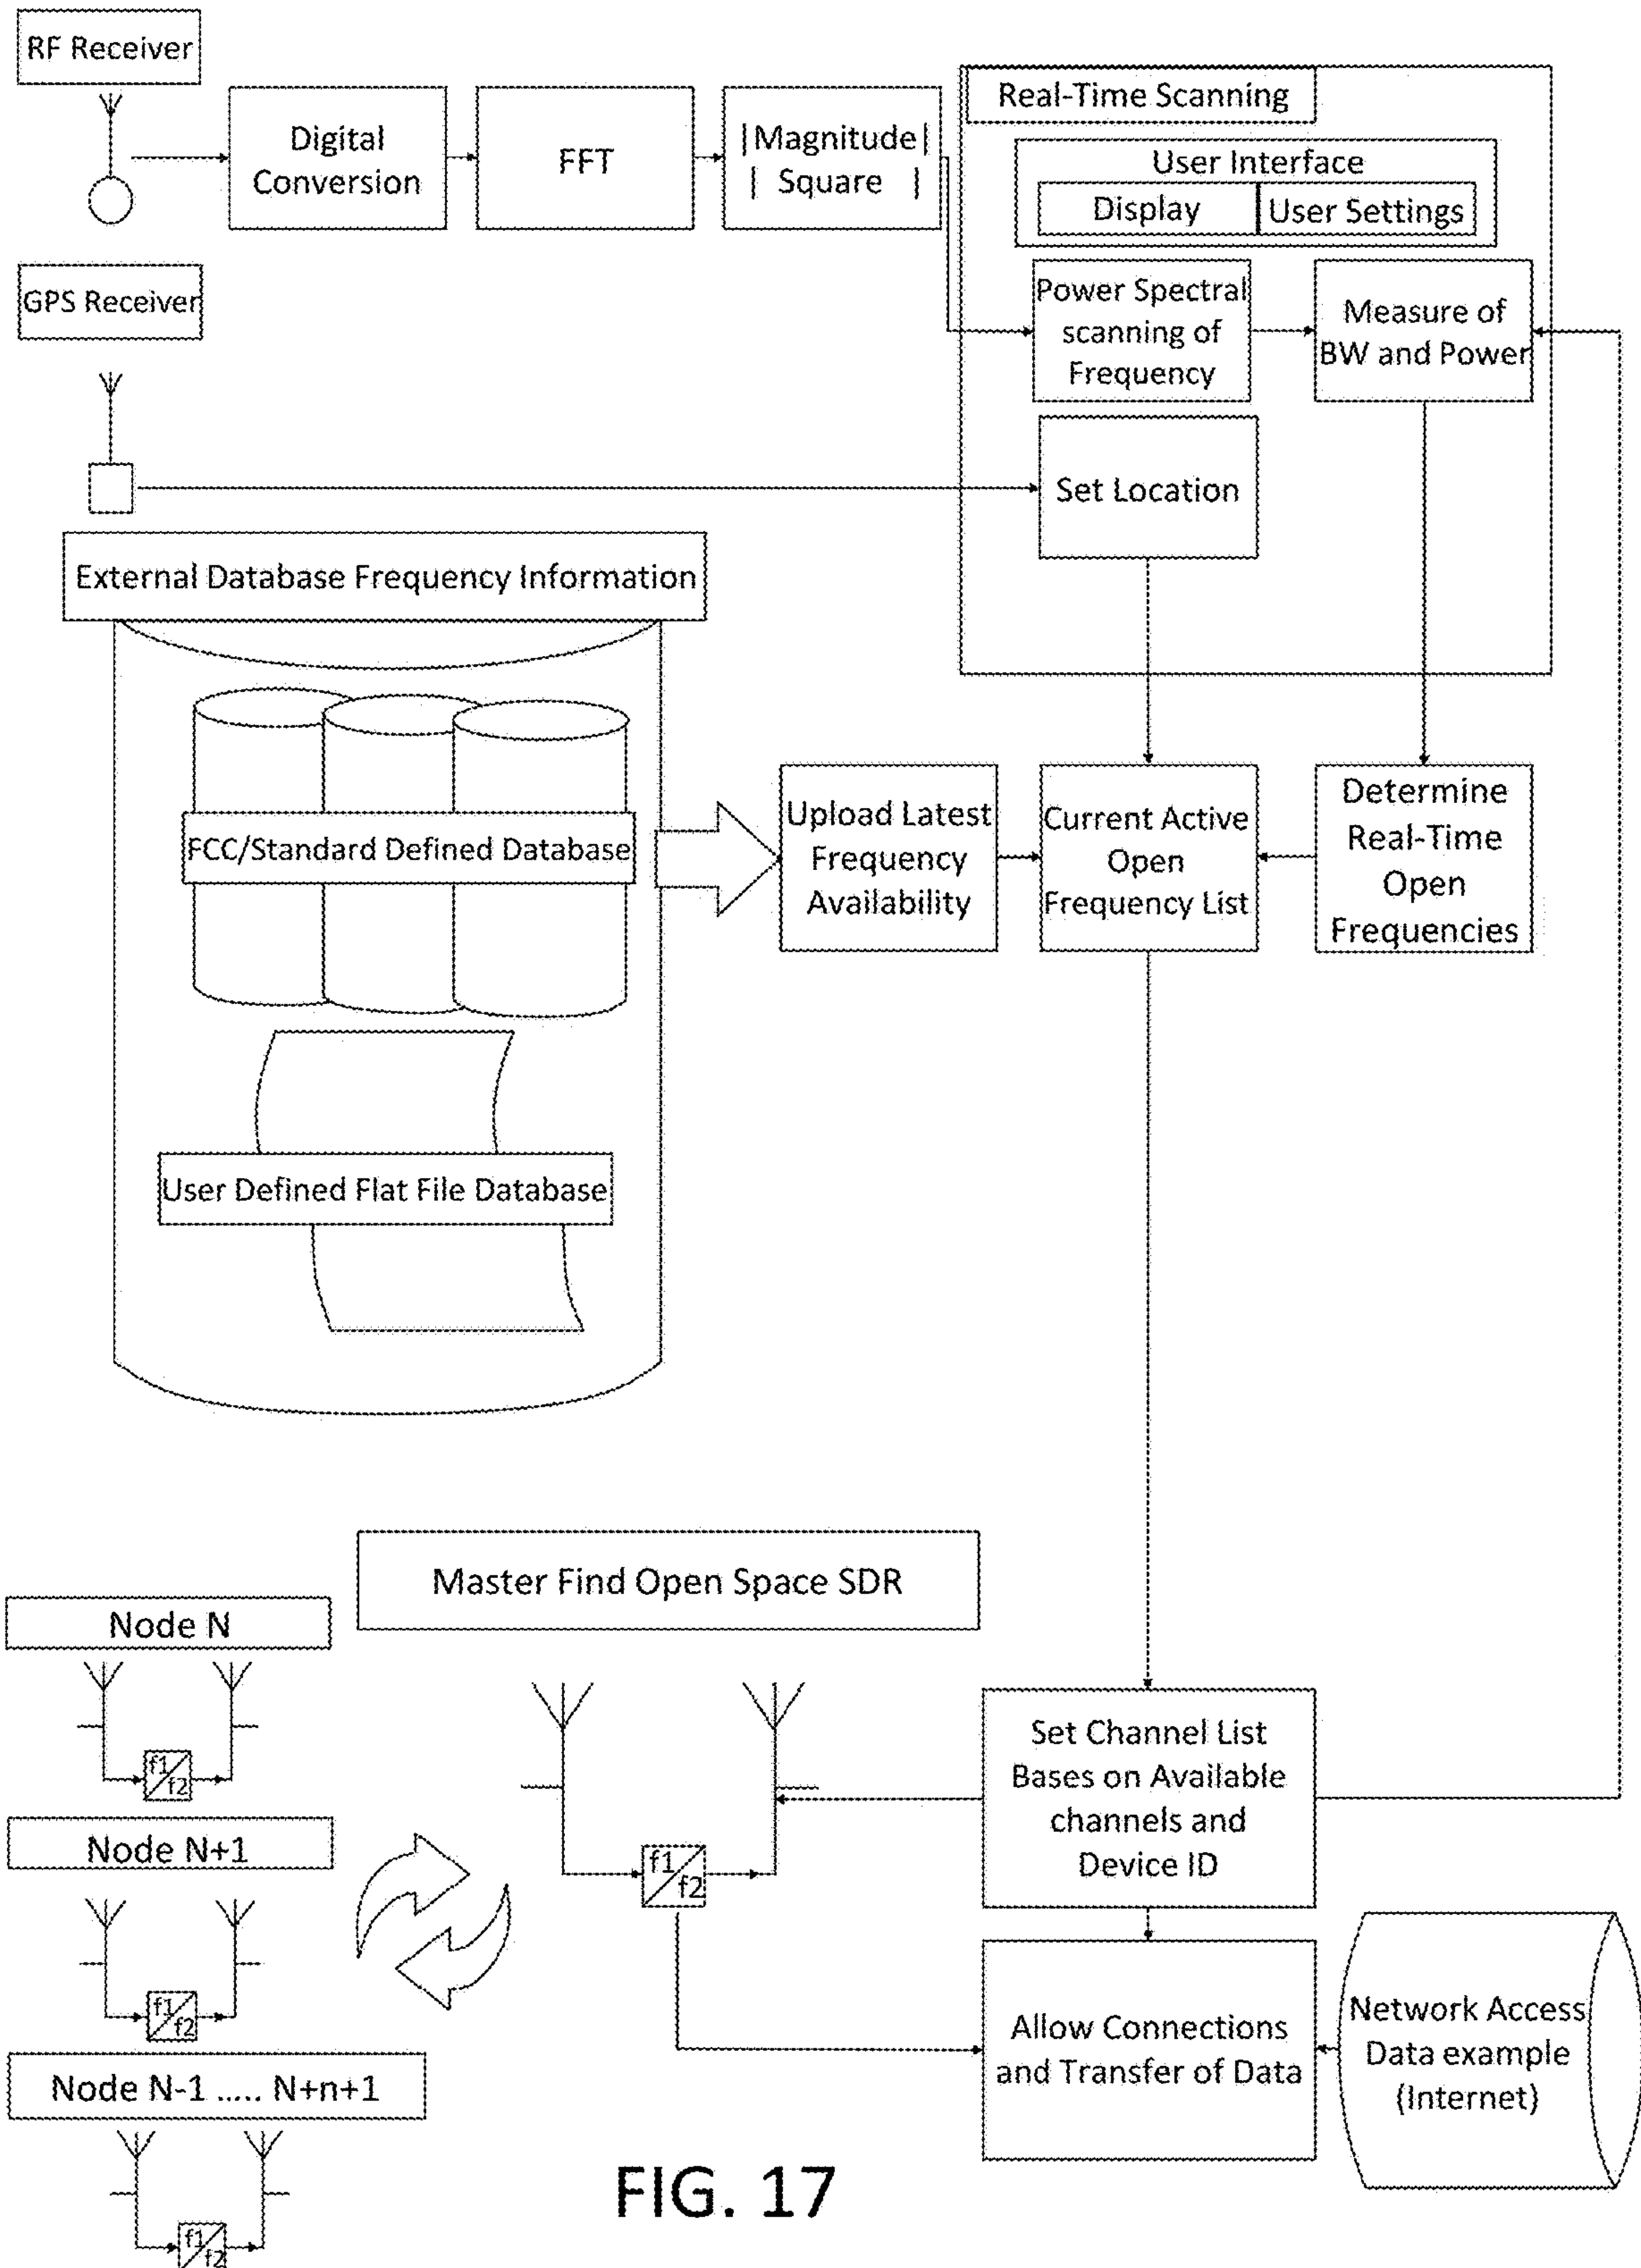 RF Receiver
Digital
Conversion
FFT
|Magnitude|
| Square |
Real-Time Scanning
User Interface
Display
User Settings
GPS Receiver
Power Spectral
scanning of
Frequency
Measure of
BW and Power
Set Location
External Database Frequency Information
FCC/Standard Defined Database
Upload Latest
Frequency
Availability
Current Active
Open
Frequency List
Determine
Real-Time
Open
Frequencies
User Defined Flat File Database
Master Find Open Space SDR
Node N
f1
f2
Node N+1
f1
f2
Node N-1 ..... N+n+1
f1
f2
f1
f2
Set Channel List
Bases on Available
channels and
Device ID
Allow Connections
and Transfer of Data
Network Access
Data example
(Internet)
FIG. 17